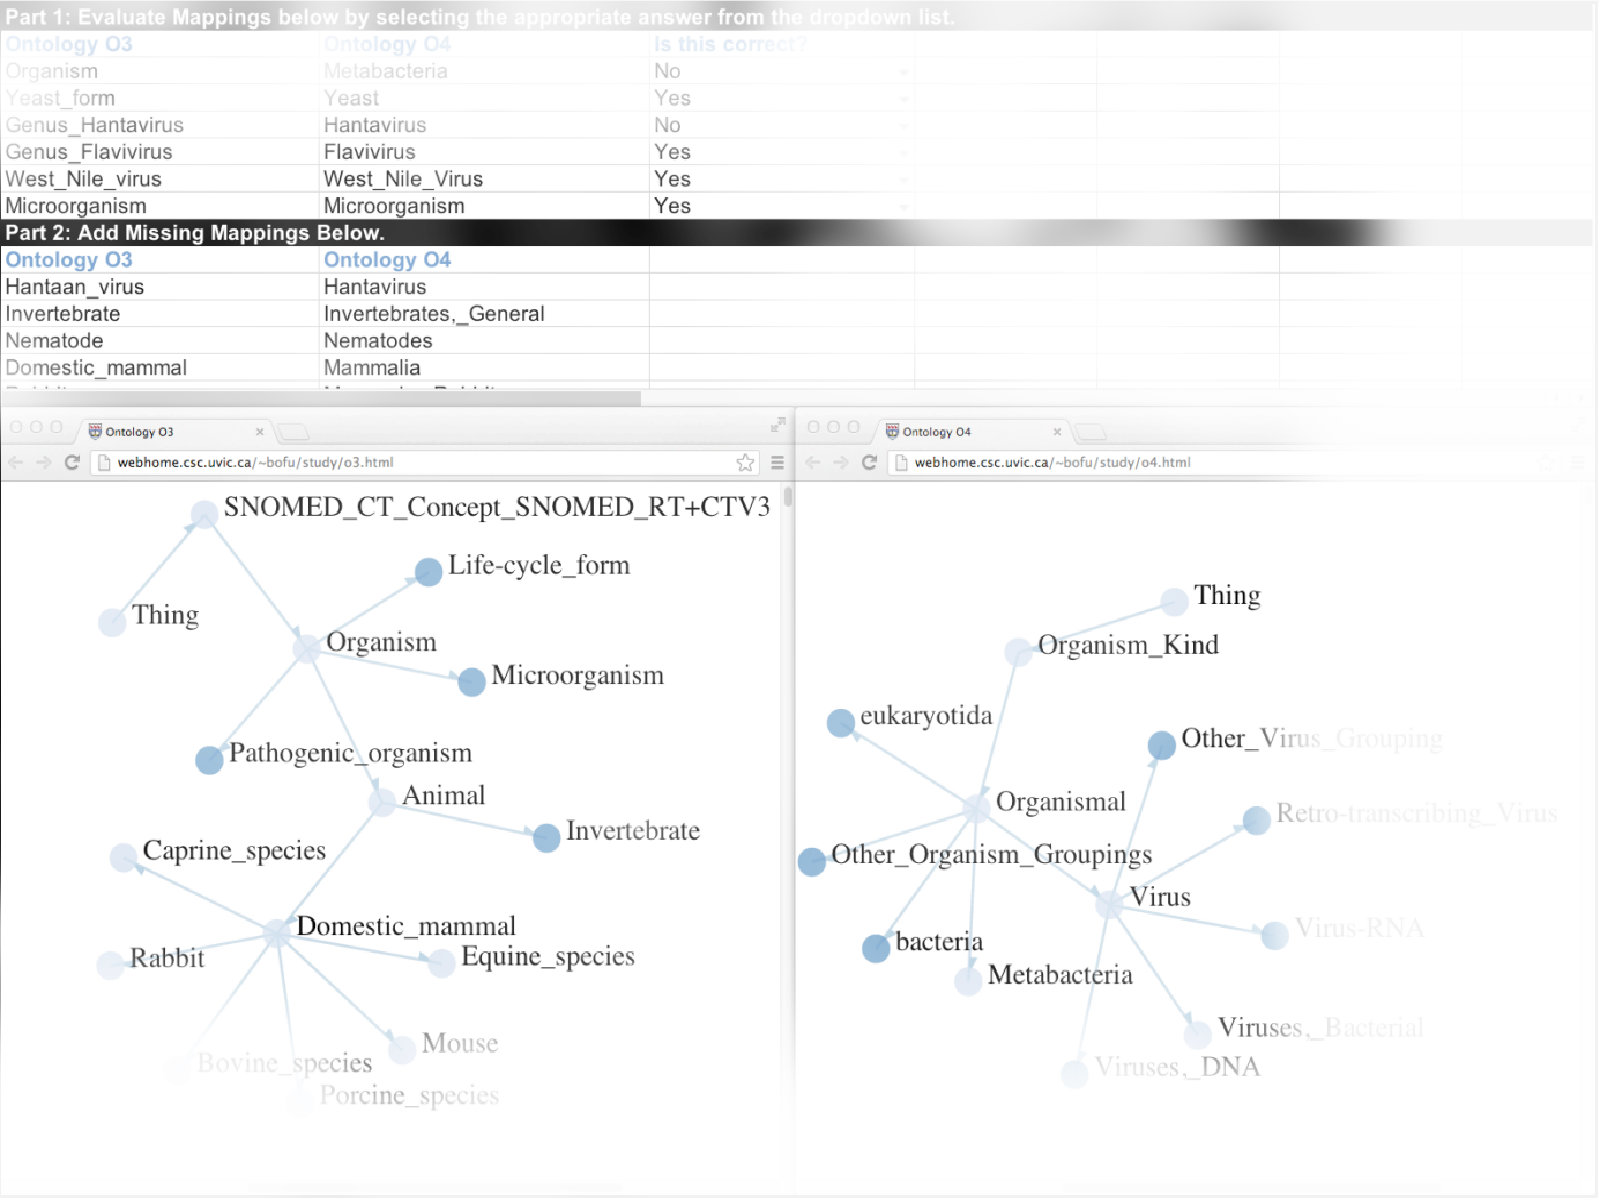 Part 1: Evaluate Mappings below by selecting the appropriate answer from the dropdown list.
Ontology O3 Ontology O4 Is this correct?
Organism Metabacteria No
Yeast_form Yeast Yes
Genus_Hantavirus Hantavirus No
Genus_Flavivirus Flavivirus Yes
West_Nile_virus West_Nile_Virus Yes
Microorganism Microorganism Yes
Part 2: Add Missing Mappings Below.
Ontology O3 Ontology O4
Hantaan_virus Hantavirus
Invertebrate Invertebrates,_General
Nematode Nematodes
Domestic_mammal Mammalia
Ontology O3
webhome.csc.uvic.ca/~bofu/study/o3.html
SNOMED_CT_Concept_SNOMED_RT+CTV3
Life-cycle_form
Thing
Organism
Microorganism
Pathogenic_organism
Animal
Invertebrate
Caprine_species
Domestic_mammal
Rabbit
Equine_species
Mouse
Bovine_species
Porcine_species
Ontology O4
webhome.csc.uvic.ca/~bofu/study/o4.html
Thing
Organism_Kind
eukaryotida
Other_Virus_Grouping
Organismal
Retro-transcribing_Virus
Other_Organism_Groupings
Virus
Virus-RNA
bacteria
Metabacteria
Viruses,_Bacterial
Viruses,_DNA